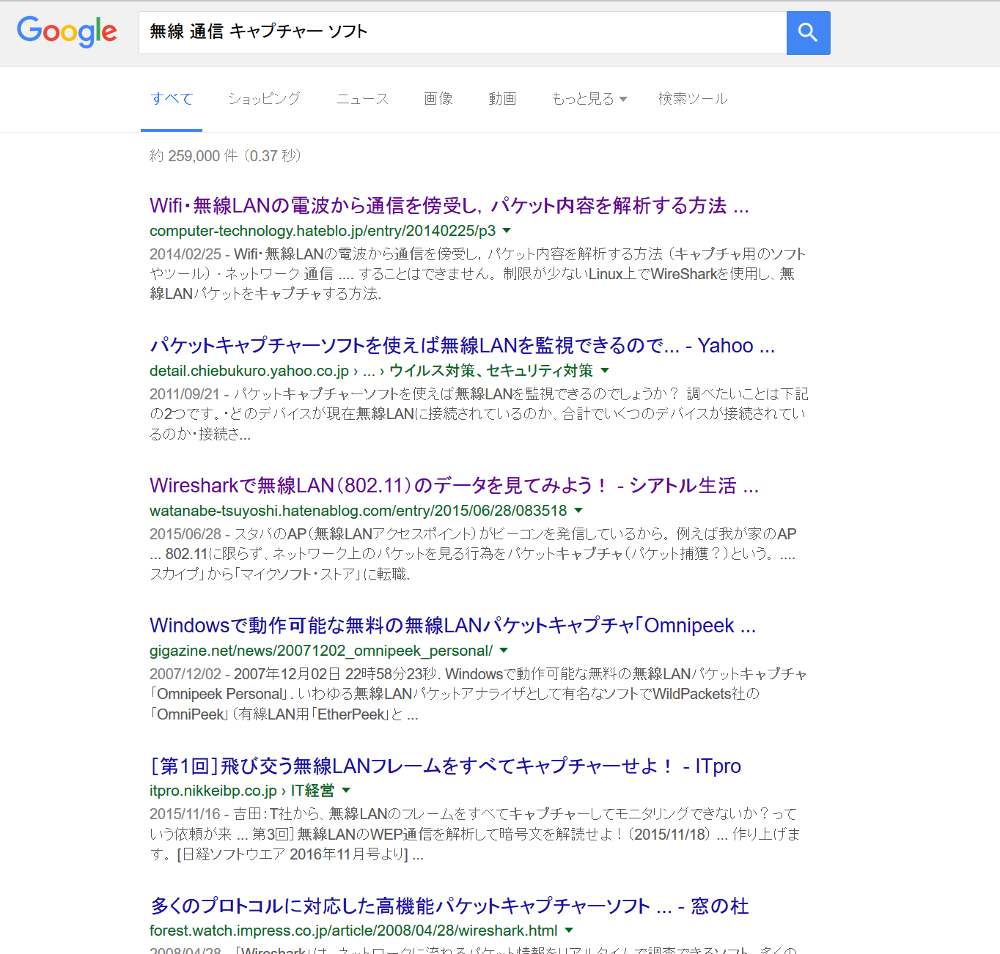 Google
無線 通信 キャプチャー ソフト
すべて ショッピング ニュース 画像 動画 もっと見る 検索ツール
約 259,000 件 (0.37 秒)
Wifi・無線LANの電波から通信を傍受し，パケット内容を解析する方法 ...
computer-technology.hateblo.jp/entry/20140225/p3
2014/02/25 - Wifi・無線LANの電波から通信を傍受し，パケット内容を解析する方法 （キャプチャ用のソフト
やツール）・ネットワーク 通信 .... することはできません。 制限が少ないLinux上でWireSharkを使用し、無
線LANパケットをキャプチャする方法.
パケットキャプチャーソフトを使えば無線LANを監視できるので... - Yahoo ...
detail.chiebukuro.yahoo.co.jp › ... › ウイルス対策、セキュリティ対策
2011/09/21 - パケットキャプチャーソフトを使えば無線LANを監視できるのでしょうか？ 調べたいことは下記
の2つです。・どのデバイスが現在無線LANに接続されているのか、合計でいくつのデバイスが接続されてい
るのか・接続さ...
Wiresharkで無線LAN（802.11）のデータを見てみよう！ - シアトル生活 ...
watanabe-tsuyoshi.hatenablog.com/entry/2015/06/28/083518
2015/06/28 - スタバのAP（無線LANアクセスポイント）がビーコンを発信しているから。 例えば我が家のAP
... 802.11に限らず、ネットワーク上のパケットを見る行為をパケットキャプチャ（パケット捕獲？）という。 ....
スカイプ」から「マイクソフト・ストア」に転職.
Windowsで動作可能な無料の無線LANパケットキャプチャ「Omnipeek ...
gigazine.net/news/20071202_omnipeek_personal/
2007/12/02 - 2007年12月02日 22時58分23秒. Windowsで動作可能な無料の無線LANパケットキャプチャ
「Omnipeek Personal」. いわゆる無線LANパケットアナライザとして有名なソフトでWildPackets社の
「OmniPeek」（有線LAN用「EtherPeek」と ...
［第1回］飛び交う無線LANフレームをすべてキャプチャーせよ！ - ITpro
itpro.nikkeibp.co.jp › IT経営
2015/11/16 - 吉田：T社から、無線LANのフレームをすべてキャプチャーしてモニタリングできないか？って
いう依頼が来 ... 第3回］無線LANのWEP通信を解析して暗号文を解読せよ！（2015/11/18） ... 作り上げま
す。 [日経ソフトウエア 2016年11月号より] ...
多くのプロトコルに対応した高機能パケットキャプチャーソフト ... - 窓の杜
forest.watch.impress.co.jp/article/2008/04/28/wireshark.html
2008/04/28 - 「Wireshark」は、ネットワークに流れるパケット情報をリアルタイムで調査できるソフト。多くの